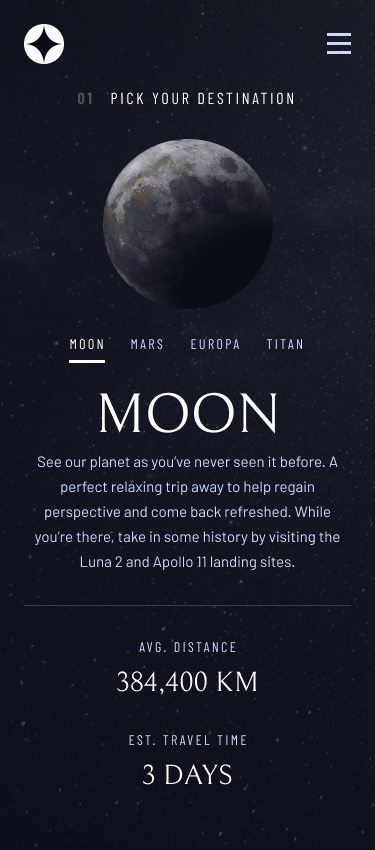 01 PICK YOUR DESTINATION
MOON MARS EUROPA TITAN
MOON
See our planet as you’ve never seen it before. A
perfect relaxing trip away to help regain
perspective and come back refreshed. While
you’re there, take in some history by visiting the
Luna 2 and Apollo 11 landing sites.
AVG. DISTANCE
384,400 KM
EST. TRAVEL TIME
3 DAYS